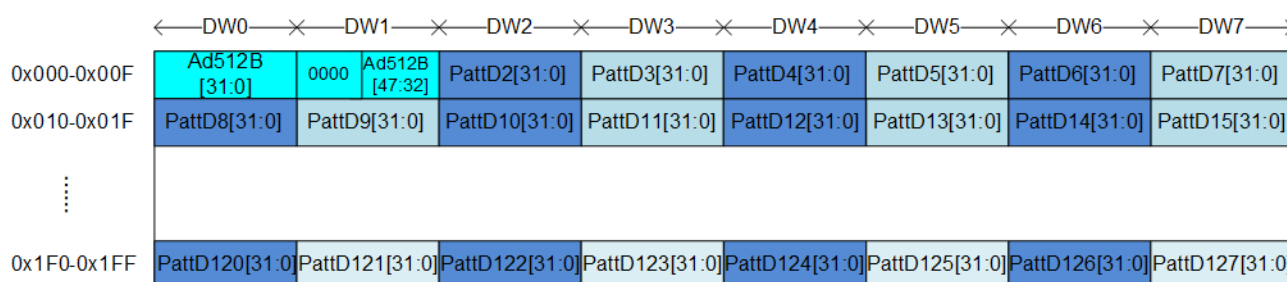 DW0 DW1 DW2 DW3 DW4 DW5 DW6 DW7
0x000-0x00F Ad512B [31:0] 0000 Ad512B [47:32] PattD2[31:0] PattD3[31:0] PattD4[31:0] PattD5[31:0] PattD6[31:0] PattD7[31:0]
0x010-0x01F PattD8[31:0] PattD9[31:0] PattD10[31:0] PattD11[31:0] PattD12[31:0] PattD13[31:0] PattD14[31:0] PattD15[31:0]
0x1F0-0x1FF PattD120[31:0] PattD121[31:0] PattD122[31:0] PattD123[31:0] PattD124[31:0] PattD125[31:0] PattD126[31:0] PattD127[31:0